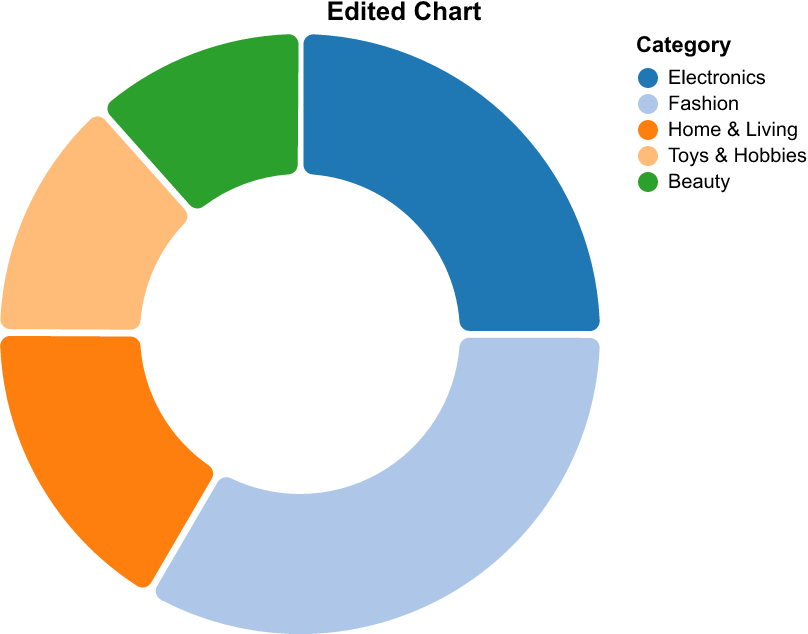 Edited Chart
Category
Electronics
Fashion
Home & Living
Toys & Hobbies
Beauty